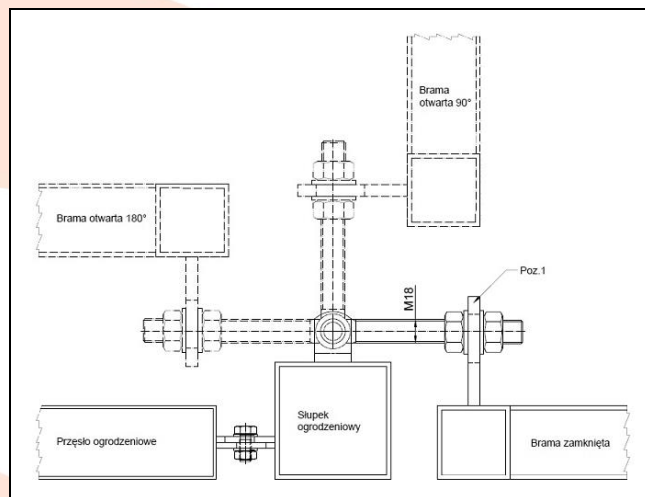 Brama
otwarta 90°
Brama otwarta 180°
Poz.1
M18
Słupek
ogrodzeniowy
Przęsło ogrodzeniowe
Brama zamknięta